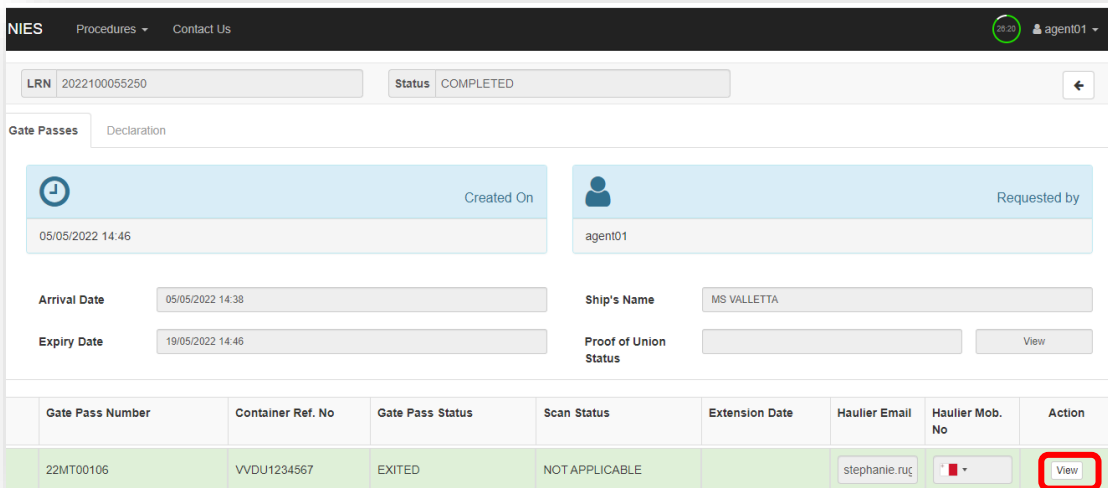 NIES Procedures Contact Us 26:20 agent01
LRN 2022100055250 Status COMPLETED
Gate Passes Declaration
Created On Requested by
05/05/2022 14:46 agent01
Arrival Date 05/05/2022 14:38 Ship's Name MS VALLETTA
Expiry Date 19/05/2022 14:46 Proof of Union View
Status
Gate Pass Number Container Ref. No Gate Pass Status Scan Status Extension Date Haulier Email Haulier Mob. Action
No
22MT00106 VVDU1234567 EXITED NOT APPLICABLE stephanie.rug View